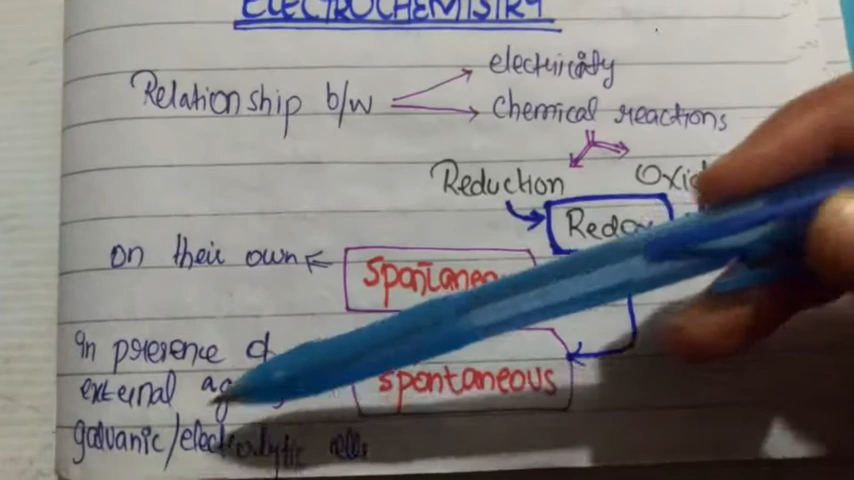 ELECTROCHEMISTRY
Relationship b/w
electricity
chemical reactions
Reduction
Redox
on their own
In presence of
external
spontaneous
galvanic/electrolytic cells